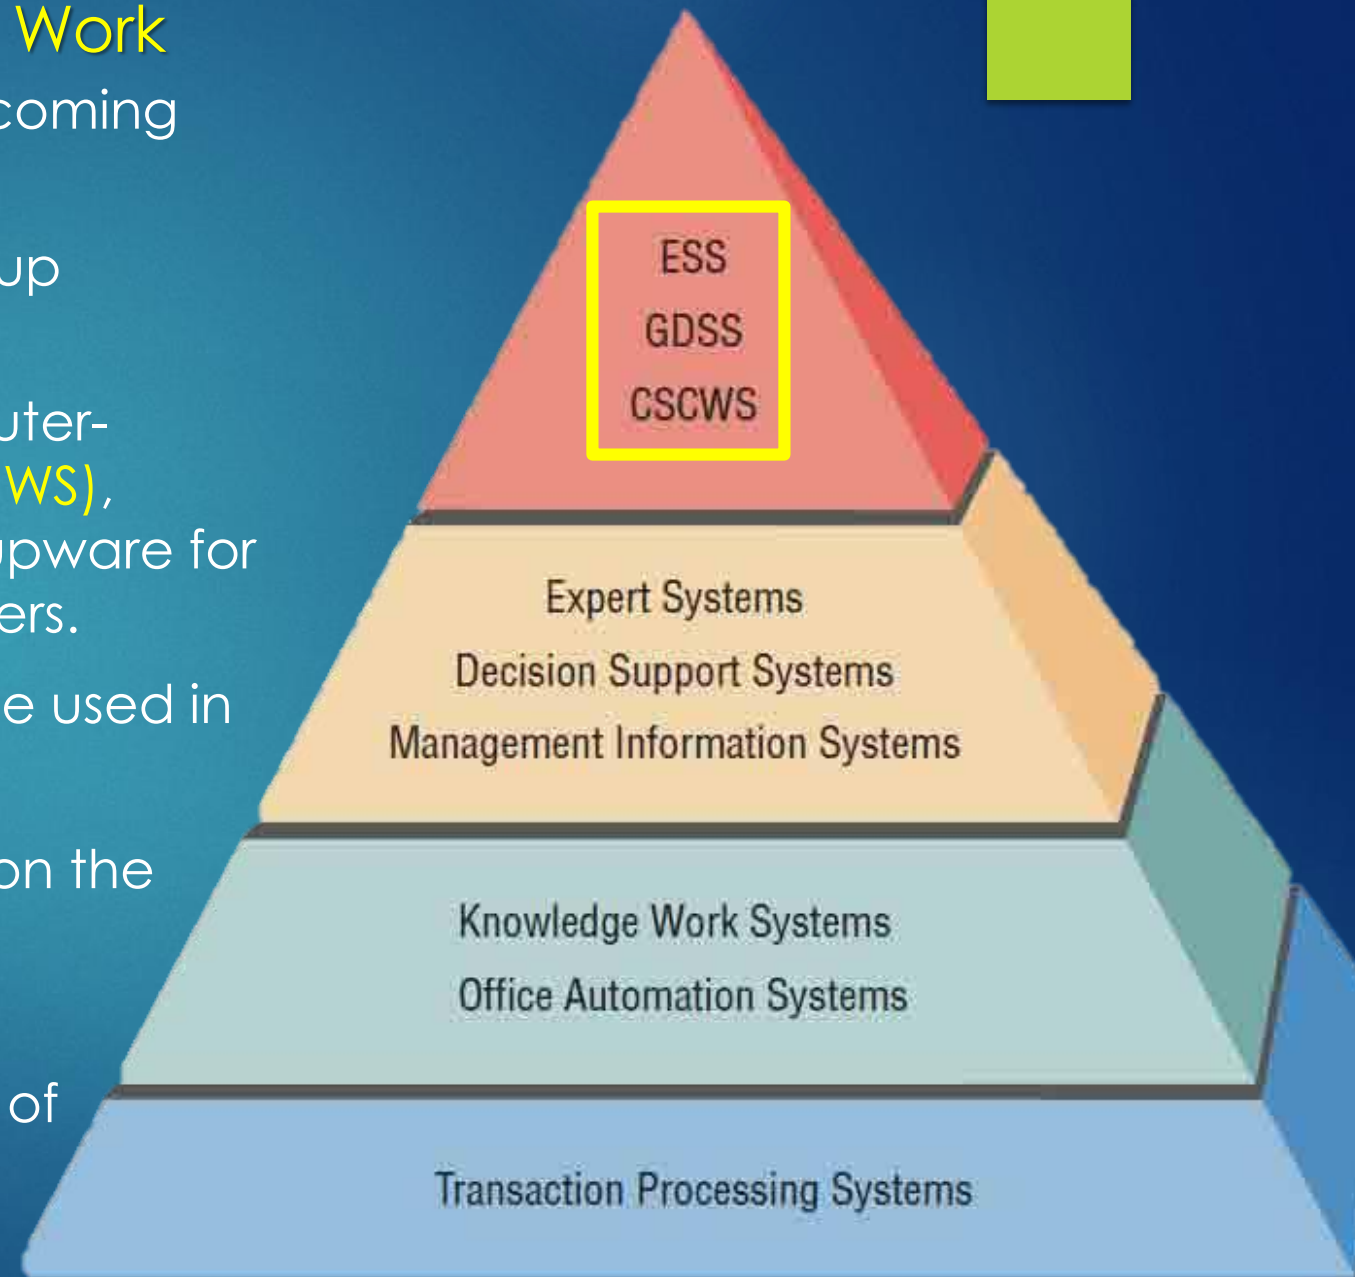 Work
coming
up
uter-
WS),
upware for
ers.
e used in
on the
of
ESS
GDSS
CSCWS
Expert Systems
Decision Support Systems
Management Information Systems
Knowledge Work Systems
Office Automation Systems
Transaction Processing Systems